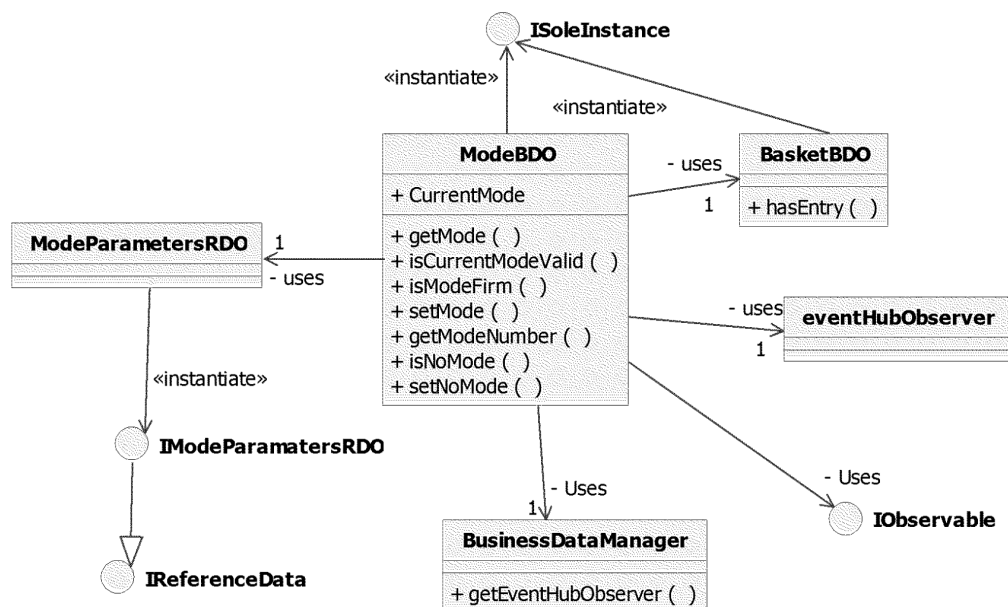 ISoleInstance
«instantiate»
«instantiate»
ModeBDO
+ CurrentMode
+ getMode ( )
+ isCurrentModeValid ( )
+ isModeFirm ( )
+ setMode ( )
+ getModeNumber ( )
+ isNoMode ( )
+ setNoMode ( )
- uses
1
BasketBDO
+ hasEntry ( )
ModeParametersRDO
1
- uses
- uses
1
eventHubObserver
«instantiate»
IModeParamatersRDO
IReferenceData
- Uses
1
BusinessDataManager
+ getEventHubObserver ( )
- Uses
IObservable